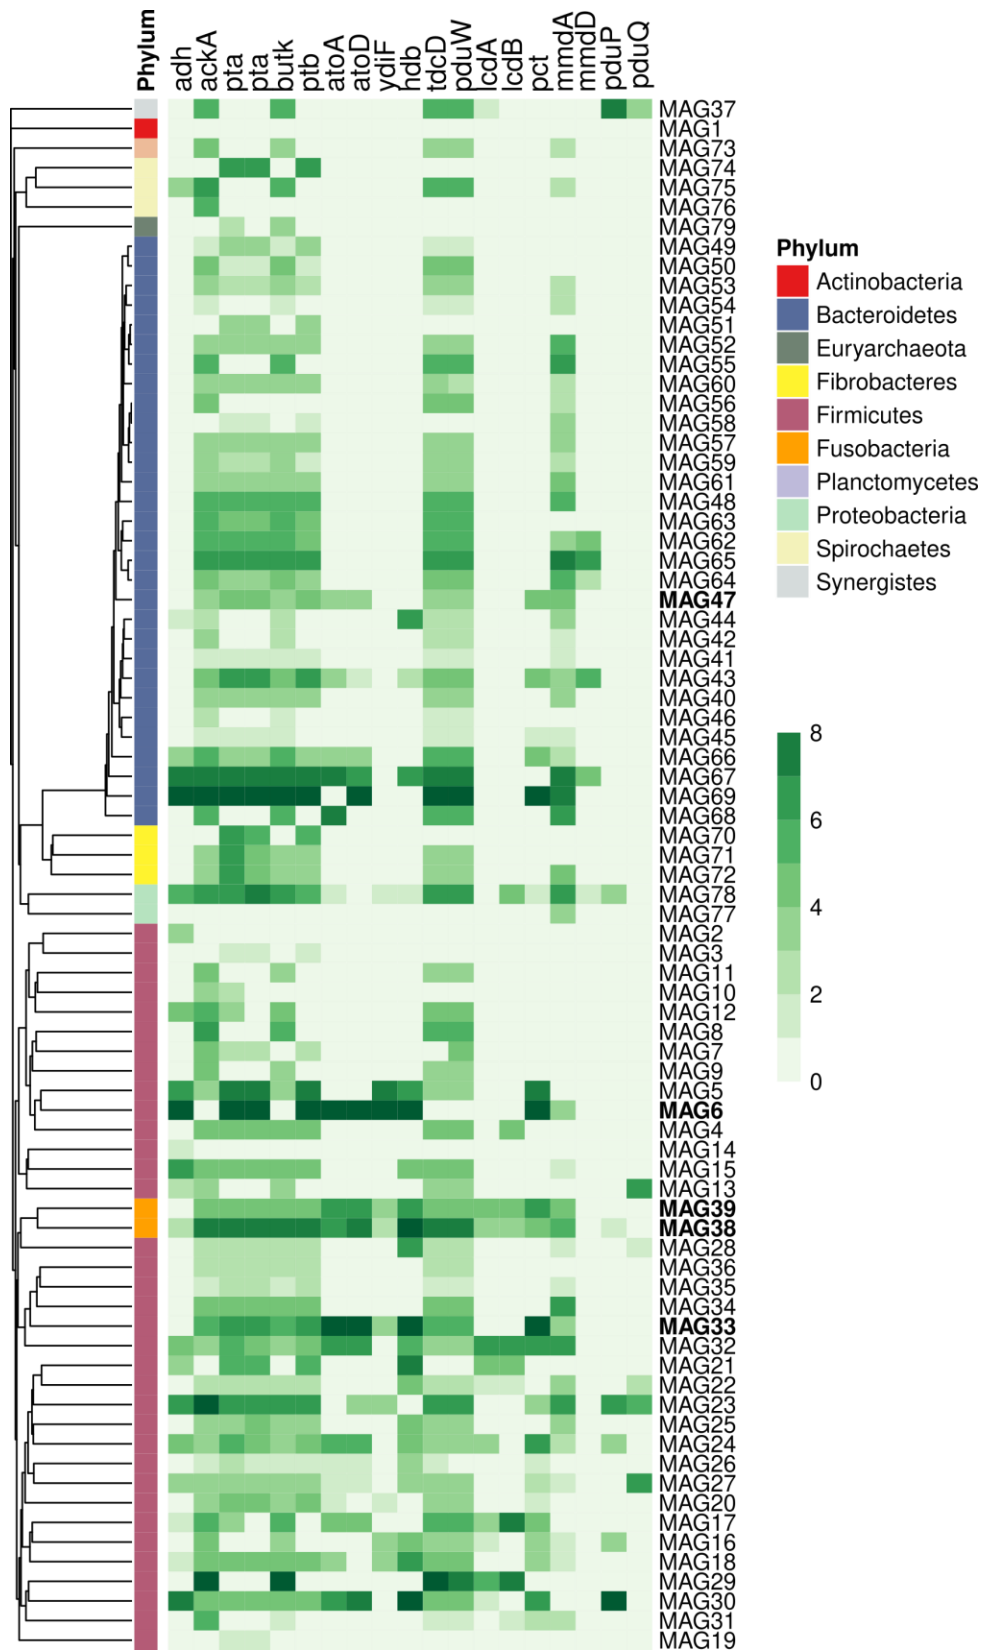 Phylum
adh
ackA
pta
pta
butk
ptb
atoA
atoD
ydiF
hdb
tdcD
pduW
lcdA
lcdB
pct
mmdA
mmdD
pduP
pduQ
MAG37
MAG1
MAG73
MAG74
MAG75
MAG76
MAG79
MAG49
MAG50
MAG53
MAG54
MAG51
MAG52
MAG55
MAG60
MAG56
MAG58
MAG57
MAG59
MAG61
MAG48
MAG63
MAG62
MAG65
MAG64
MAG47
MAG44
MAG42
MAG41
MAG43
MAG40
MAG46
MAG45
MAG66
MAG67
MAG69
MAG68
MAG70
MAG71
MAG72
MAG78
MAG77
MAG2
MAG3
MAG11
MAG10
MAG12
MAG8
MAG7
MAG9
MAG5
MAG6
MAG4
MAG14
MAG15
MAG13
MAG39
MAG38
MAG28
MAG36
MAG35
MAG34
MAG33
MAG32
MAG21
MAG22
MAG23
MAG25
MAG24
MAG26
MAG27
MAG20
MAG17
MAG16
MAG18
MAG29
MAG30
MAG31
MAG19
Phylum
Actinobacteria
Bacteroidetes
Euryarchaeota
Fibrobacteres
Firmicutes
Fusobacteria
Planctomycetes
Proteobacteria
Spirochaetes
Synergistes
8
6
4
2
0